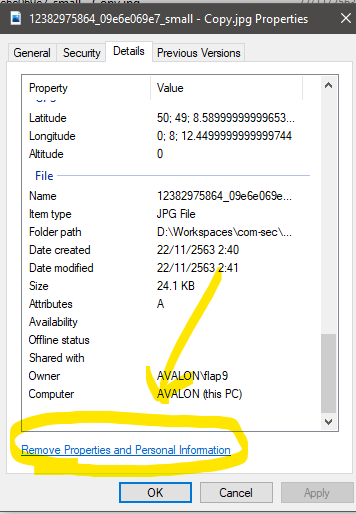 12382975864_09e6e069e7_small - Copy.jpg Properties
General Security Details Previous Versions
Property Value
Latitude 50; 49; 8.58999999999653...
Longitude 0; 8; 12.4499999999999744
Altitude 0
File
Name 12382975864_09e6e069e...
Item type JPG File
Folder path D:\Workspaces\com-sec\...
Date created 22/11/2563 2:40
Date modified 22/11/2563 2:41
Size 24.1 KB
Attributes A
Availability
Offline status
Shared with
Owner AVALON\flap9
Computer AVALON (this PC)
Remove Properties and Personal Information
OK Cancel Apply